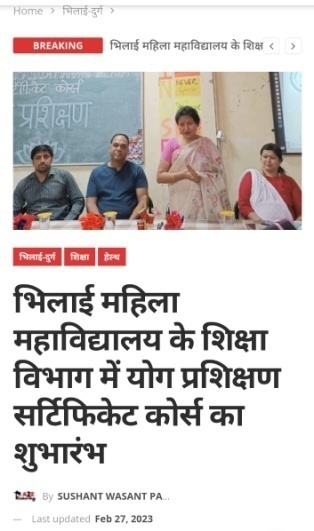 Home > भिलाई-दुर्ग >
BREAKING भिलाई महिला महाविद्यालय के शिक्ष
प्रशिक्षण
भिलाई-दुर्ग शिक्षा हेल्थ
भिलाई महिला
महाविद्यालय के शिक्षा
विभाग में योग प्रशिक्षण
सर्टिफिकेट कोर्स का
शुभारंभ
By SUSHANT WASANT PA...
— Last updated Feb 27, 2023